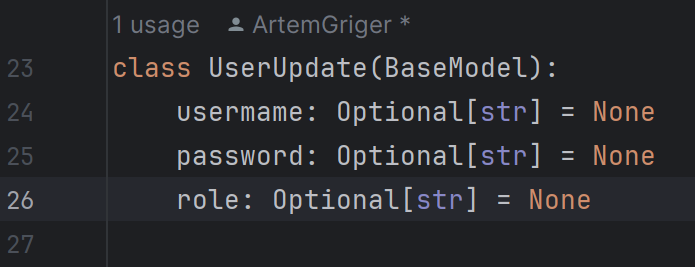 1 usage ArtemGriger *
23 class UserUpdate(BaseModel):
24 usermame: Optional[str] = None
25 password: Optional[str] = None
26 role: Optional[str] = None
27